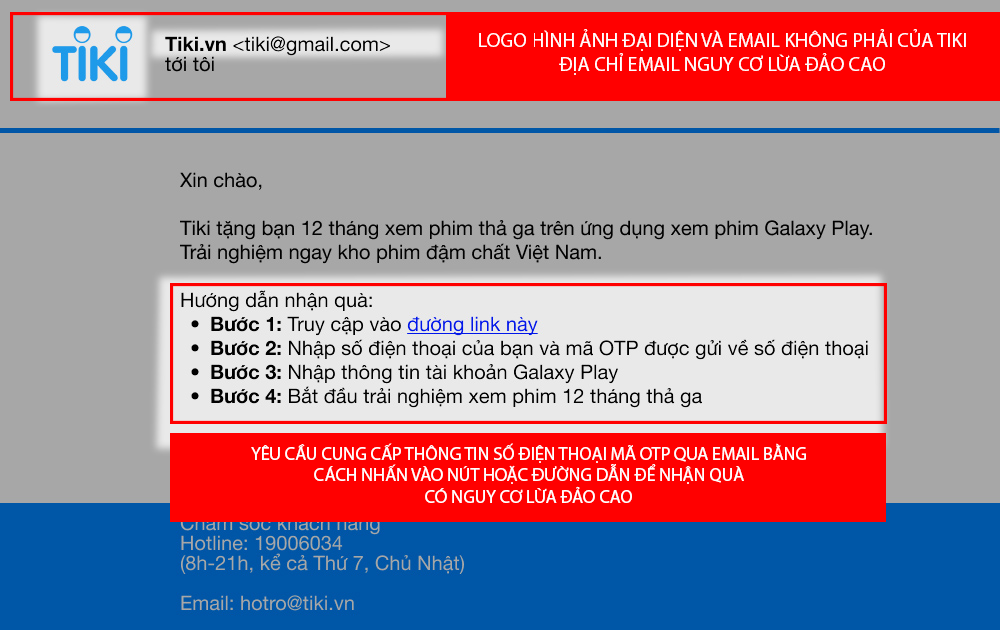 TIKI
Tiki.vn <tiki@gmail.com>
tới tôi
LOGO HÌNH ẢNH ĐẠI DIỆN VÀ EMAIL KHÔNG PHẢI CỦA TIKI
ĐỊA CHỈ EMAIL NGUY CƠ LỪA ĐẢO CAO
Xin chào,
Tiki tặng bạn 12 tháng xem phim thả ga trên ứng dụng xem phim Galaxy Play.
Trải nghiệm ngay kho phim đậm chất Việt Nam.
Hướng dẫn nhận quà:
• Bước 1: Truy cập vào đường link này
• Bước 2: Nhập số điện thoại của bạn và mã OTP được gửi về số điện thoại
• Bước 3: Nhập thông tin tài khoản Galaxy Play
• Bước 4: Bắt đầu trải nghiệm xem phim 12 tháng thả ga
YÊU CẦU CUNG CẤP THÔNG TIN SỐ ĐIỆN THOẠI MÃ OTP QUA EMAIL BẰNG
CÁCH NHẤN VÀO NÚT HOẶC ĐƯỜNG DẪN ĐỂ NHẬN QUÀ
CÓ NGUY CƠ LỪA ĐẢO CAO
Chăm sóc khách hàng
Hotline: 19006034
(8h-21h, kể cả Thứ 7, Chủ Nhật)
Email: hotro@tiki.vn